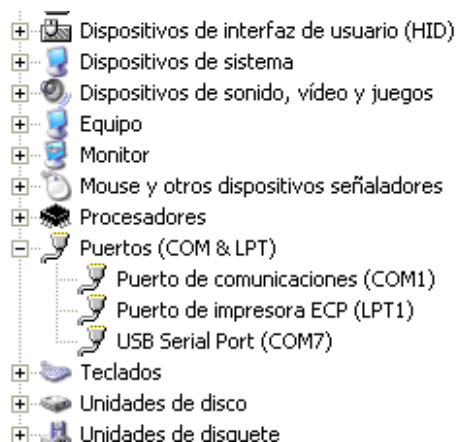 Dispositivos de interfaz de usuario (HID)
Dispositivos de sistema
Dispositivos de sonido, vídeo y juegos
Equipo
Monitor
Mouse y otros dispositivos señaladores
Procesadores
Puertos (COM & LPT)
Puerto de comunicaciones (COM1)
Puerto de impresora ECP (LPT1)
USB Serial Port (COM7)
Teclados
Unidades de disco
Unidades de disquete